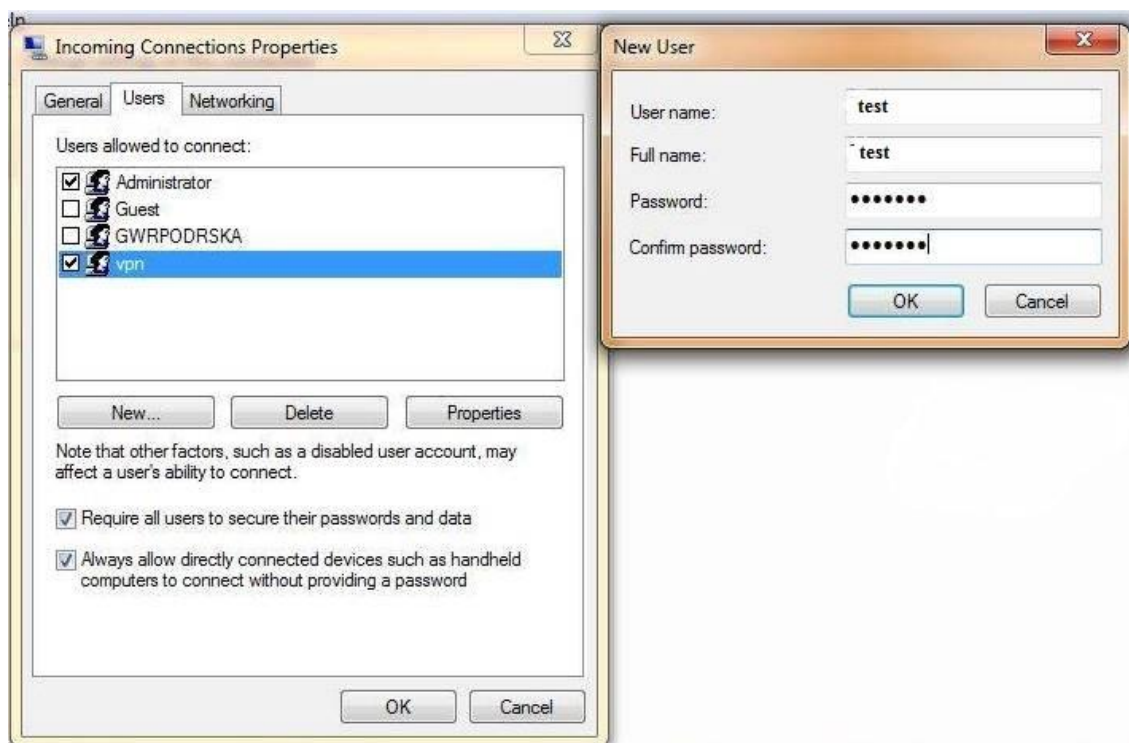 Incoming Connections Properties
General Users Networking
Users allowed to connect:
Administrator
Guest
GWRPODRSKA
vpn
New... Delete Properties
Note that other factors, such as a disabled user account, may
affect a user's ability to connect.
Require all users to secure their passwords and data
Always allow directly connected devices such as handheld
computers to connect without providing a password
OK Cancel
New User
User name: test
Full name: test
Password: •••••••
Confirm password: •••••••
OK Cancel